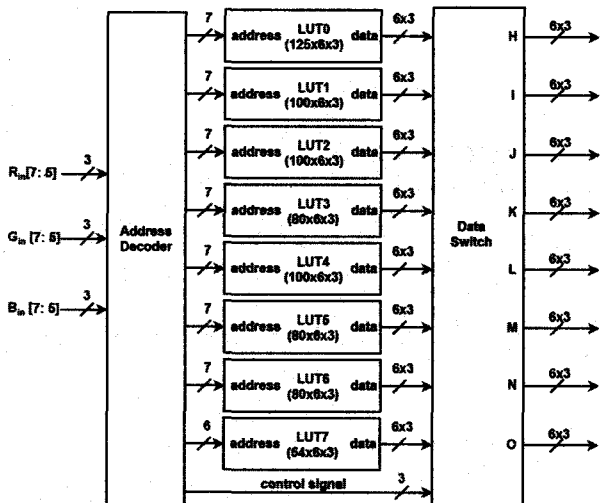 7 address LUT0 data 6x3 H 6x3
(125x6x3)
7 address LUT1 data 6x3 I 6x3
(100x6x3)
7 address LUT2 data 6x3 J 6x3
(100x6x3)
R_in[7: 5] 3
7 address LUT3 data 6x3 K 6x3
(80x6x3)
G_in [7: 5] 3
Address Decoder
Data Switch
7 address LUT4 data 6x3 L 6x3
(100x6x3)
B_in [7: 5] 3
7 address LUT5 data 6x3 M 6x3
(80x6x3)
7 address LUT6 data 6x3 N 6x3
(80x6x3)
6 address LUT7 data 6x3 O 6x3
(64x6x3)
control signal 3